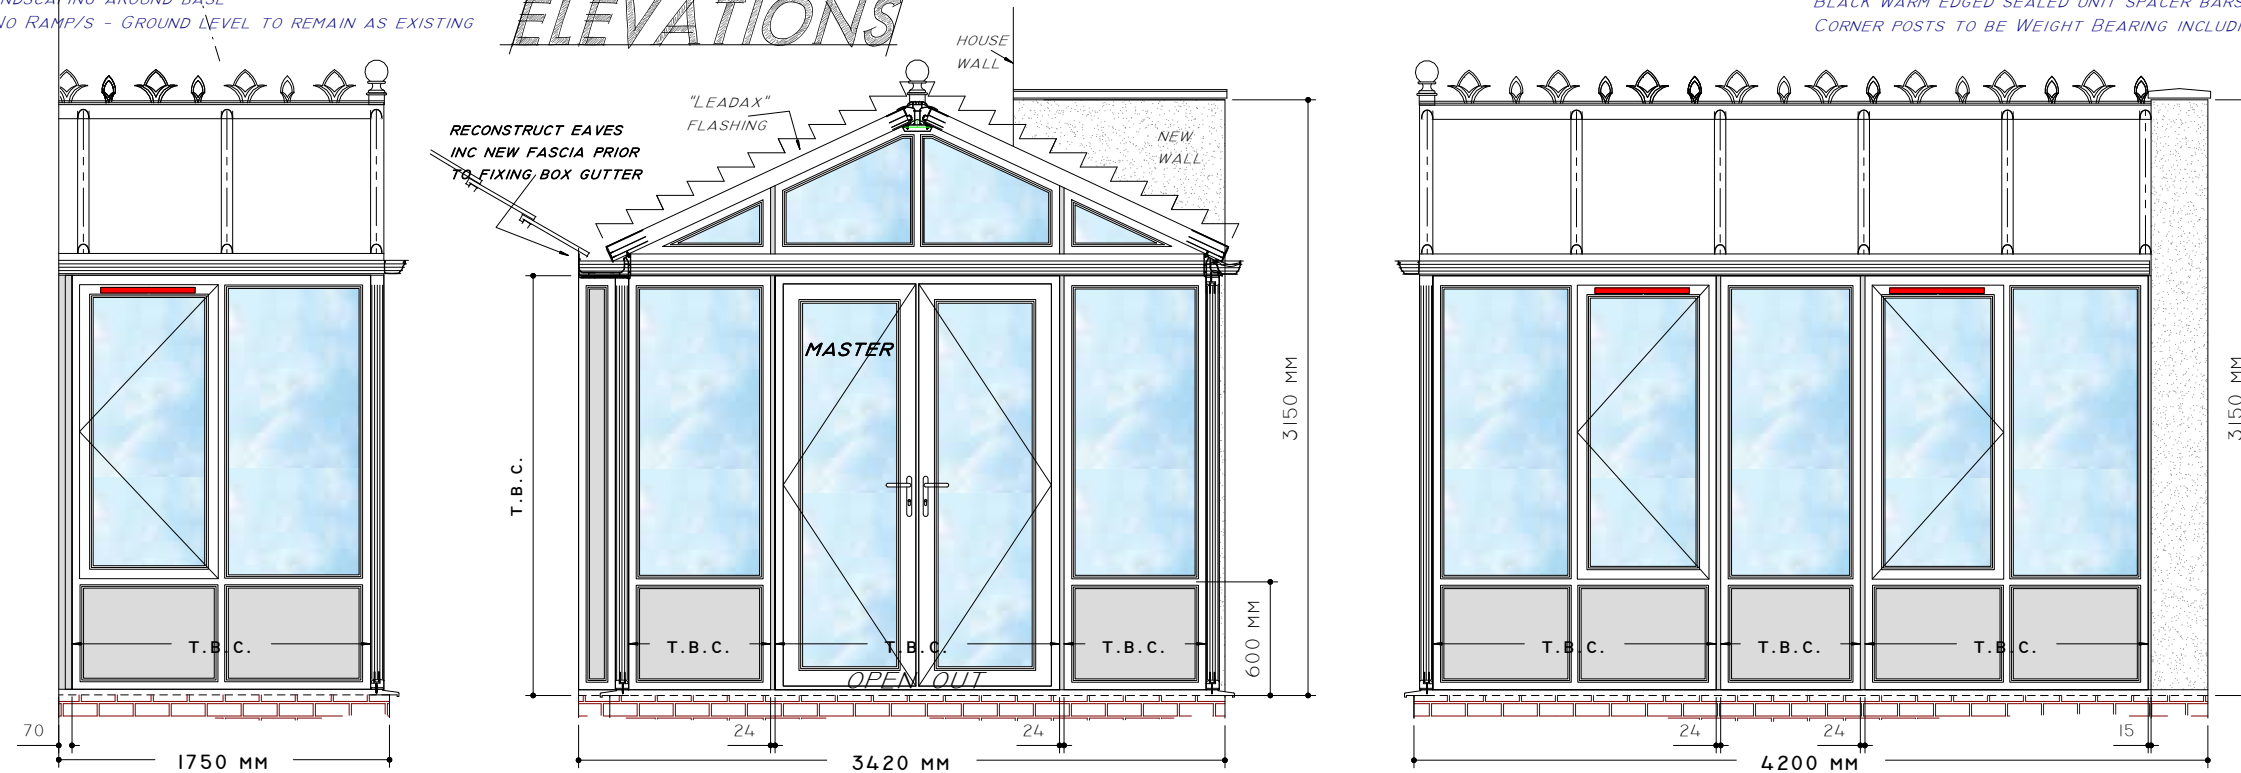 No Ramp/s - Ground level to remain as existing
ELEVATIONS
Black warm edged sealed unit spacer bars
Corner posts to be Weight Bearing
HOUSE
WALL
"LEADAX"
FLASHING
RECONSTRUCT EAVES
INC NEW FASCIA PRIOR
TO FIXING BOX GUTTER
NEW
WALL
MASTER
T.B.C.
3150 MM
3150 MM
600 MM
T.B.C.
T.B.C.
T.B.C.
T.B.C.
T.B.C.
T.B.C.
T.B.C.
OPEN OUT
70
24
24
24
24
15
1750 MM
3420 MM
4200 MM